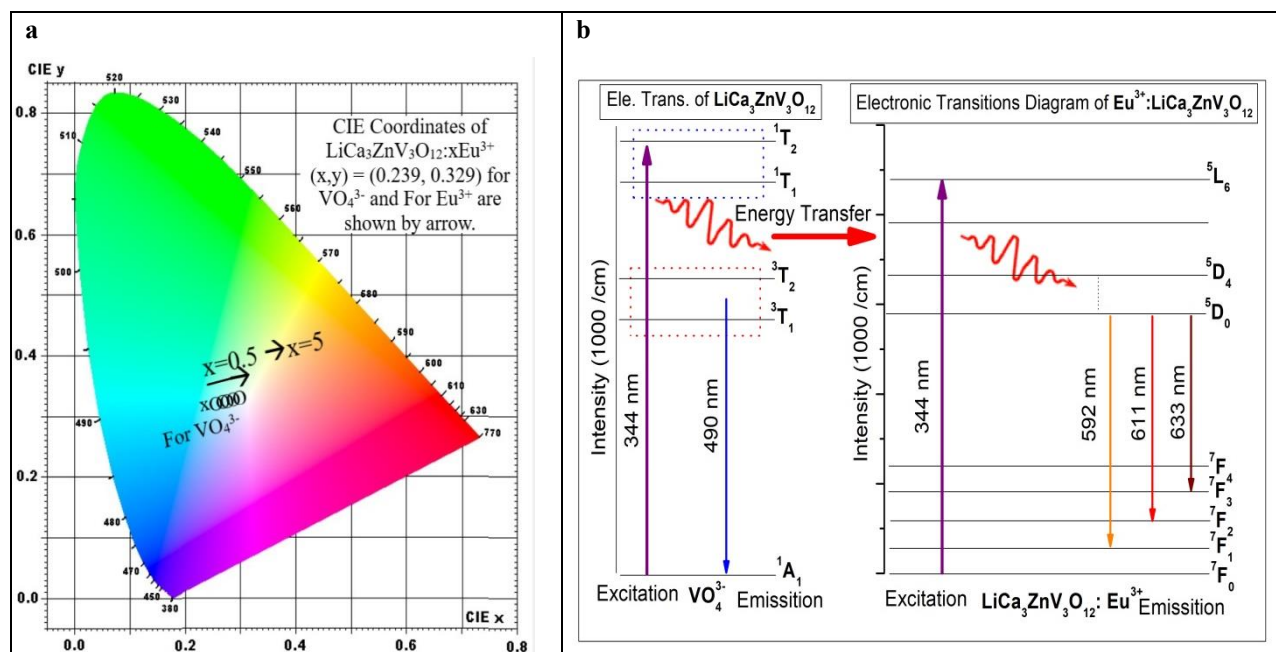 a
CIE y
520
0.8
530
510
540
CIE Coordinates of
LiCa₃ZnV₃O₁₂:xEu³⁺
(x,y) = (0.239, 0.329) for
VO₄³⁻ and For Eu³⁺ are
shown by arrow.
550
560
0.6
570
500
580
590
0.4
x=0.5 → x=5
600
610
xOOOO
630
490
For VO₄³⁻
770
0.2
480
470
450
0.0
380
CIE x
0.0
0.2
0.4
0.6
0.8
b
Ele. Trans. of LiCa₃ZnV₃O₁₂
Intensity (1000 /cm)
¹T₂
¹T₁
³T₂
³T₁
344 nm
490 nm
¹A₁
Excitation VO₄³⁻ Emission
Energy Transfer
Electronic Transitions Diagram of Eu³⁺:LiCa₃ZnV₃O₁₂
Intensity (1000 /cm)
⁵L₆
⁵D₄
⁵D₀
344 nm
592 nm
611 nm
633 nm
⁷F₄
⁷F₃
⁷F₂
⁷F₁
⁷F₀
Excitation LiCa₃ZnV₃O₁₂: Eu³⁺ Emission